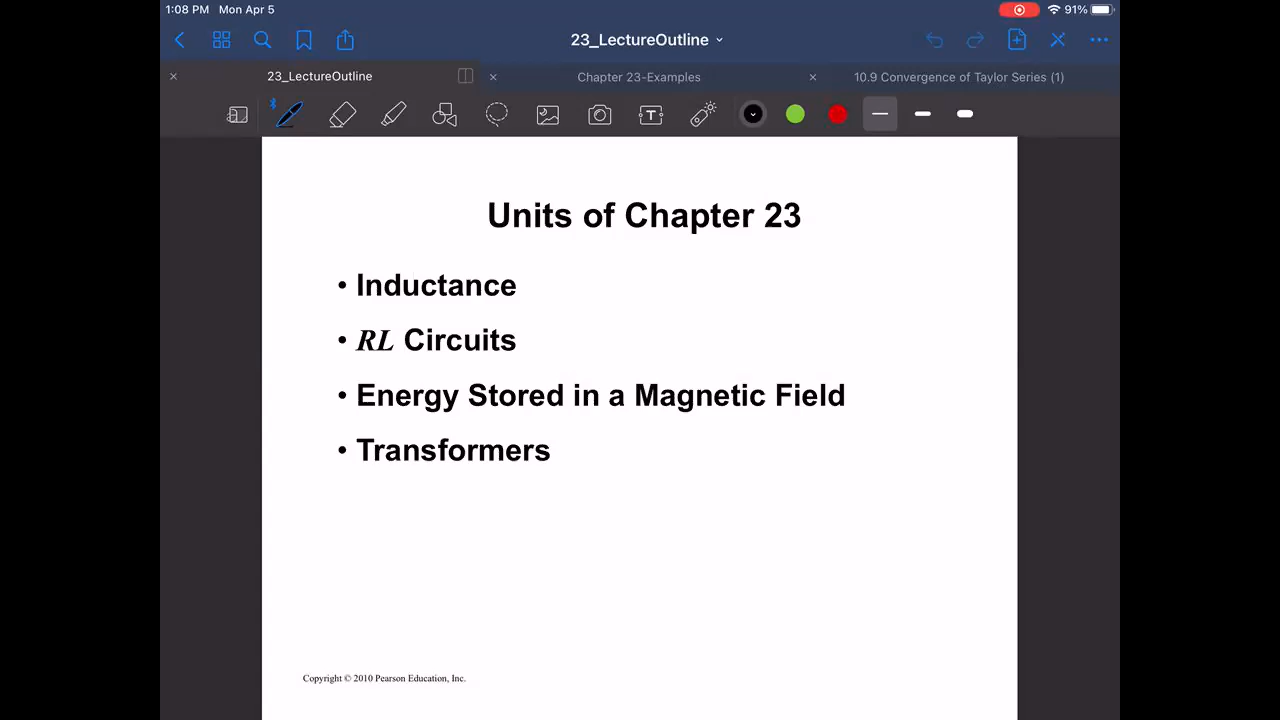 1:08 PM Mon Apr 5
91%
23_LectureOutline
23_LectureOutline
Chapter 23-Examples
10.9 Convergence of Taylor Series (1)
T
Units of Chapter 23
• Inductance
• RL Circuits
• Energy Stored in a Magnetic Field
• Transformers
Copyright © 2010 Pearson Education, Inc.